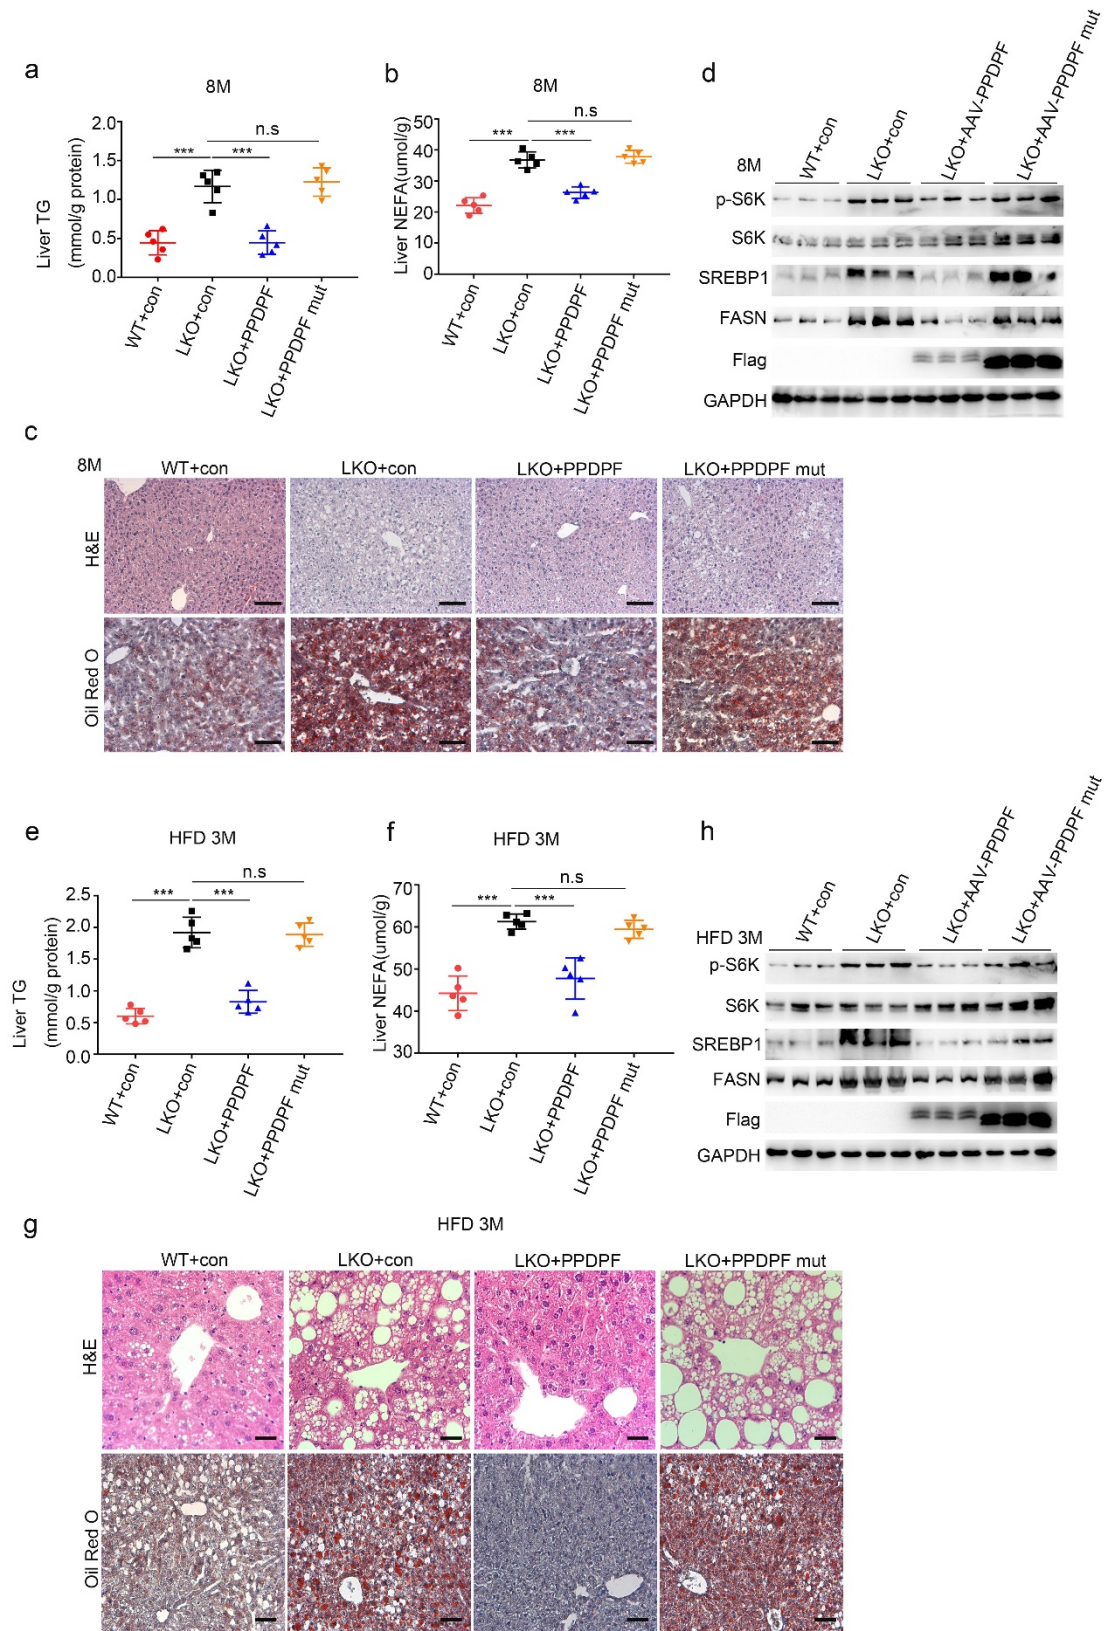 a
8M
Liver TG
(mmol/g protein)
2.0
1.5
1.0
0.5
0.0
n.s
*** ***
WT+con
LKO+con
LKO+PPDPF
LKO+PPDPF mut
b
8M
Liver NEFA(umol/g)
50
40
30
20
10
0
n.s
*** ***
WT+con
LKO+con
LKO+PPDPF
LKO+PPDPF mut
d
8M
WT+con
LKO+con
LKO+AAV-PPDPF
LKO+AAV-PPDPF mut
p-S6K
S6K
SREBP1
FASN
Flag
GAPDH
c
8M
WT+con LKO+con LKO+PPDPF LKO+PPDPF mut
H&E
Oil Red O
e
HFD 3M
Liver TG
(mmol/g protein)
2.5
2.0
1.5
1.0
0.5
0.0
n.s
*** ***
WT+con
LKO+con
LKO+PPDPF
LKO+PPDPF mut
f
HFD 3M
Liver NEFA(umol/g)
70
60
50
40
30
n.s
*** ***
WT+con
LKO+con
LKO+PPDPF
LKO+PPDPF mut
h
HFD 3M
WT+con
LKO+con
LKO+AAV-PPDPF
LKO+AAV-PPDPF mut
p-S6K
S6K
SREBP1
FASN
Flag
GAPDH
g
HFD 3M
WT+con LKO+con LKO+PPDPF LKO+PPDPF mut
H&E
Oil Red O